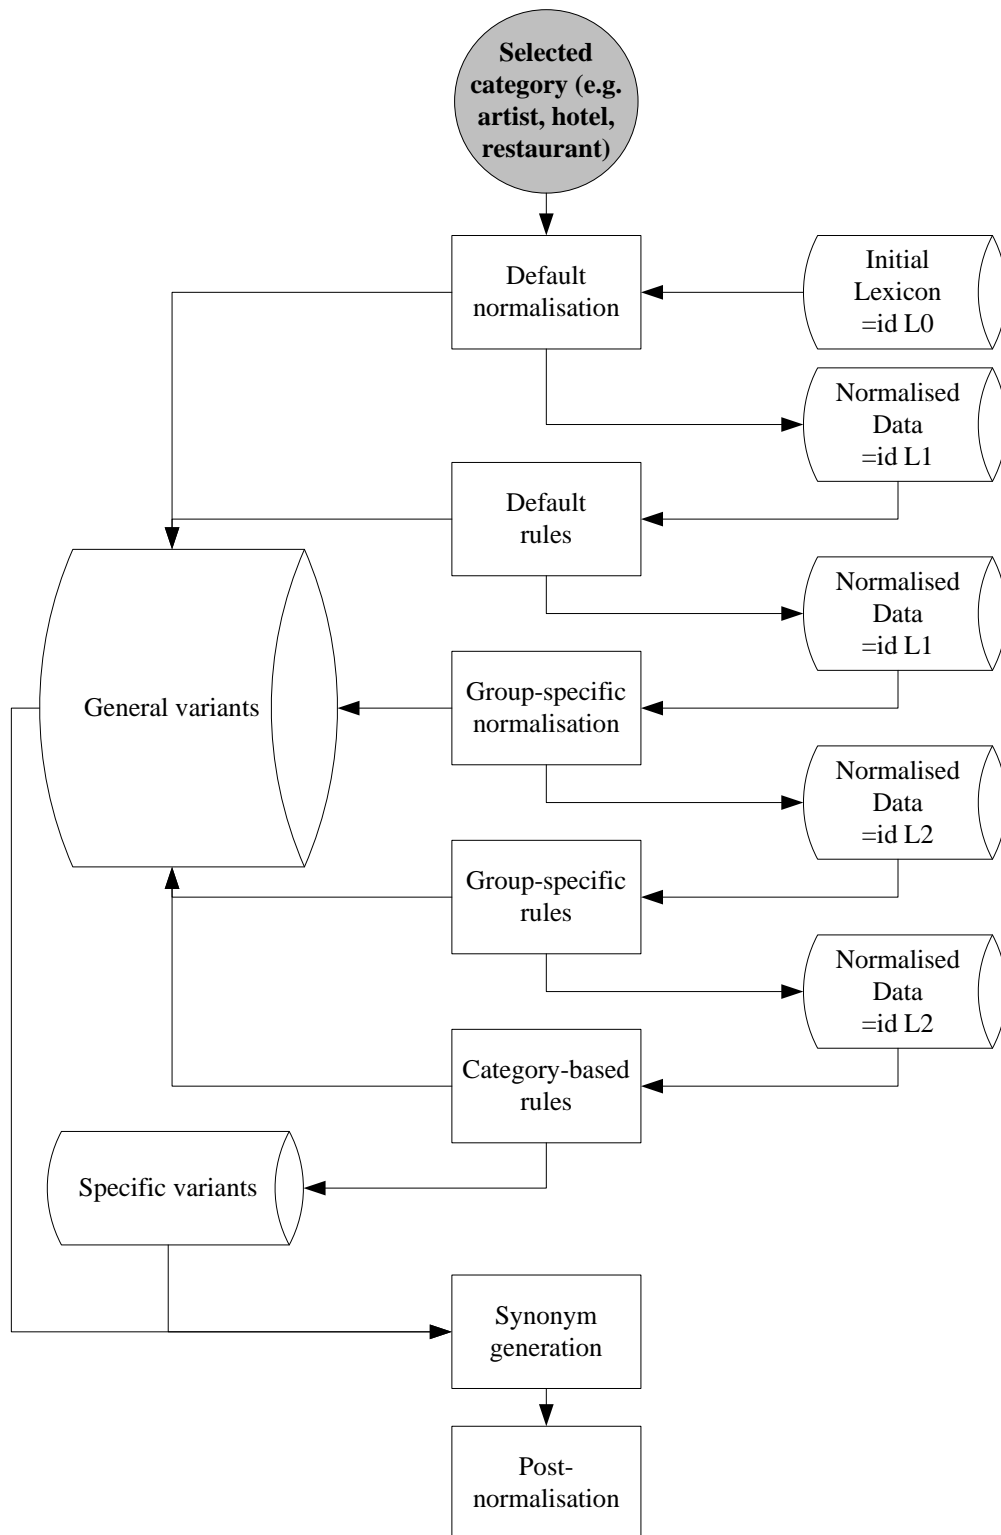 Selected
category (e.g.
artist, hotel,
restaurant)
Default
normalisation
Initial
Lexicon
=id L0
Normalised
Data
=id L1
Default
rules
Normalised
Data
=id L1
General variants
Group-specific
normalisation
Normalised
Data
=id L2
Group-specific
rules
Normalised
Data
=id L2
Category-based
rules
Specific variants
Synonym
generation
Post-
normalisation